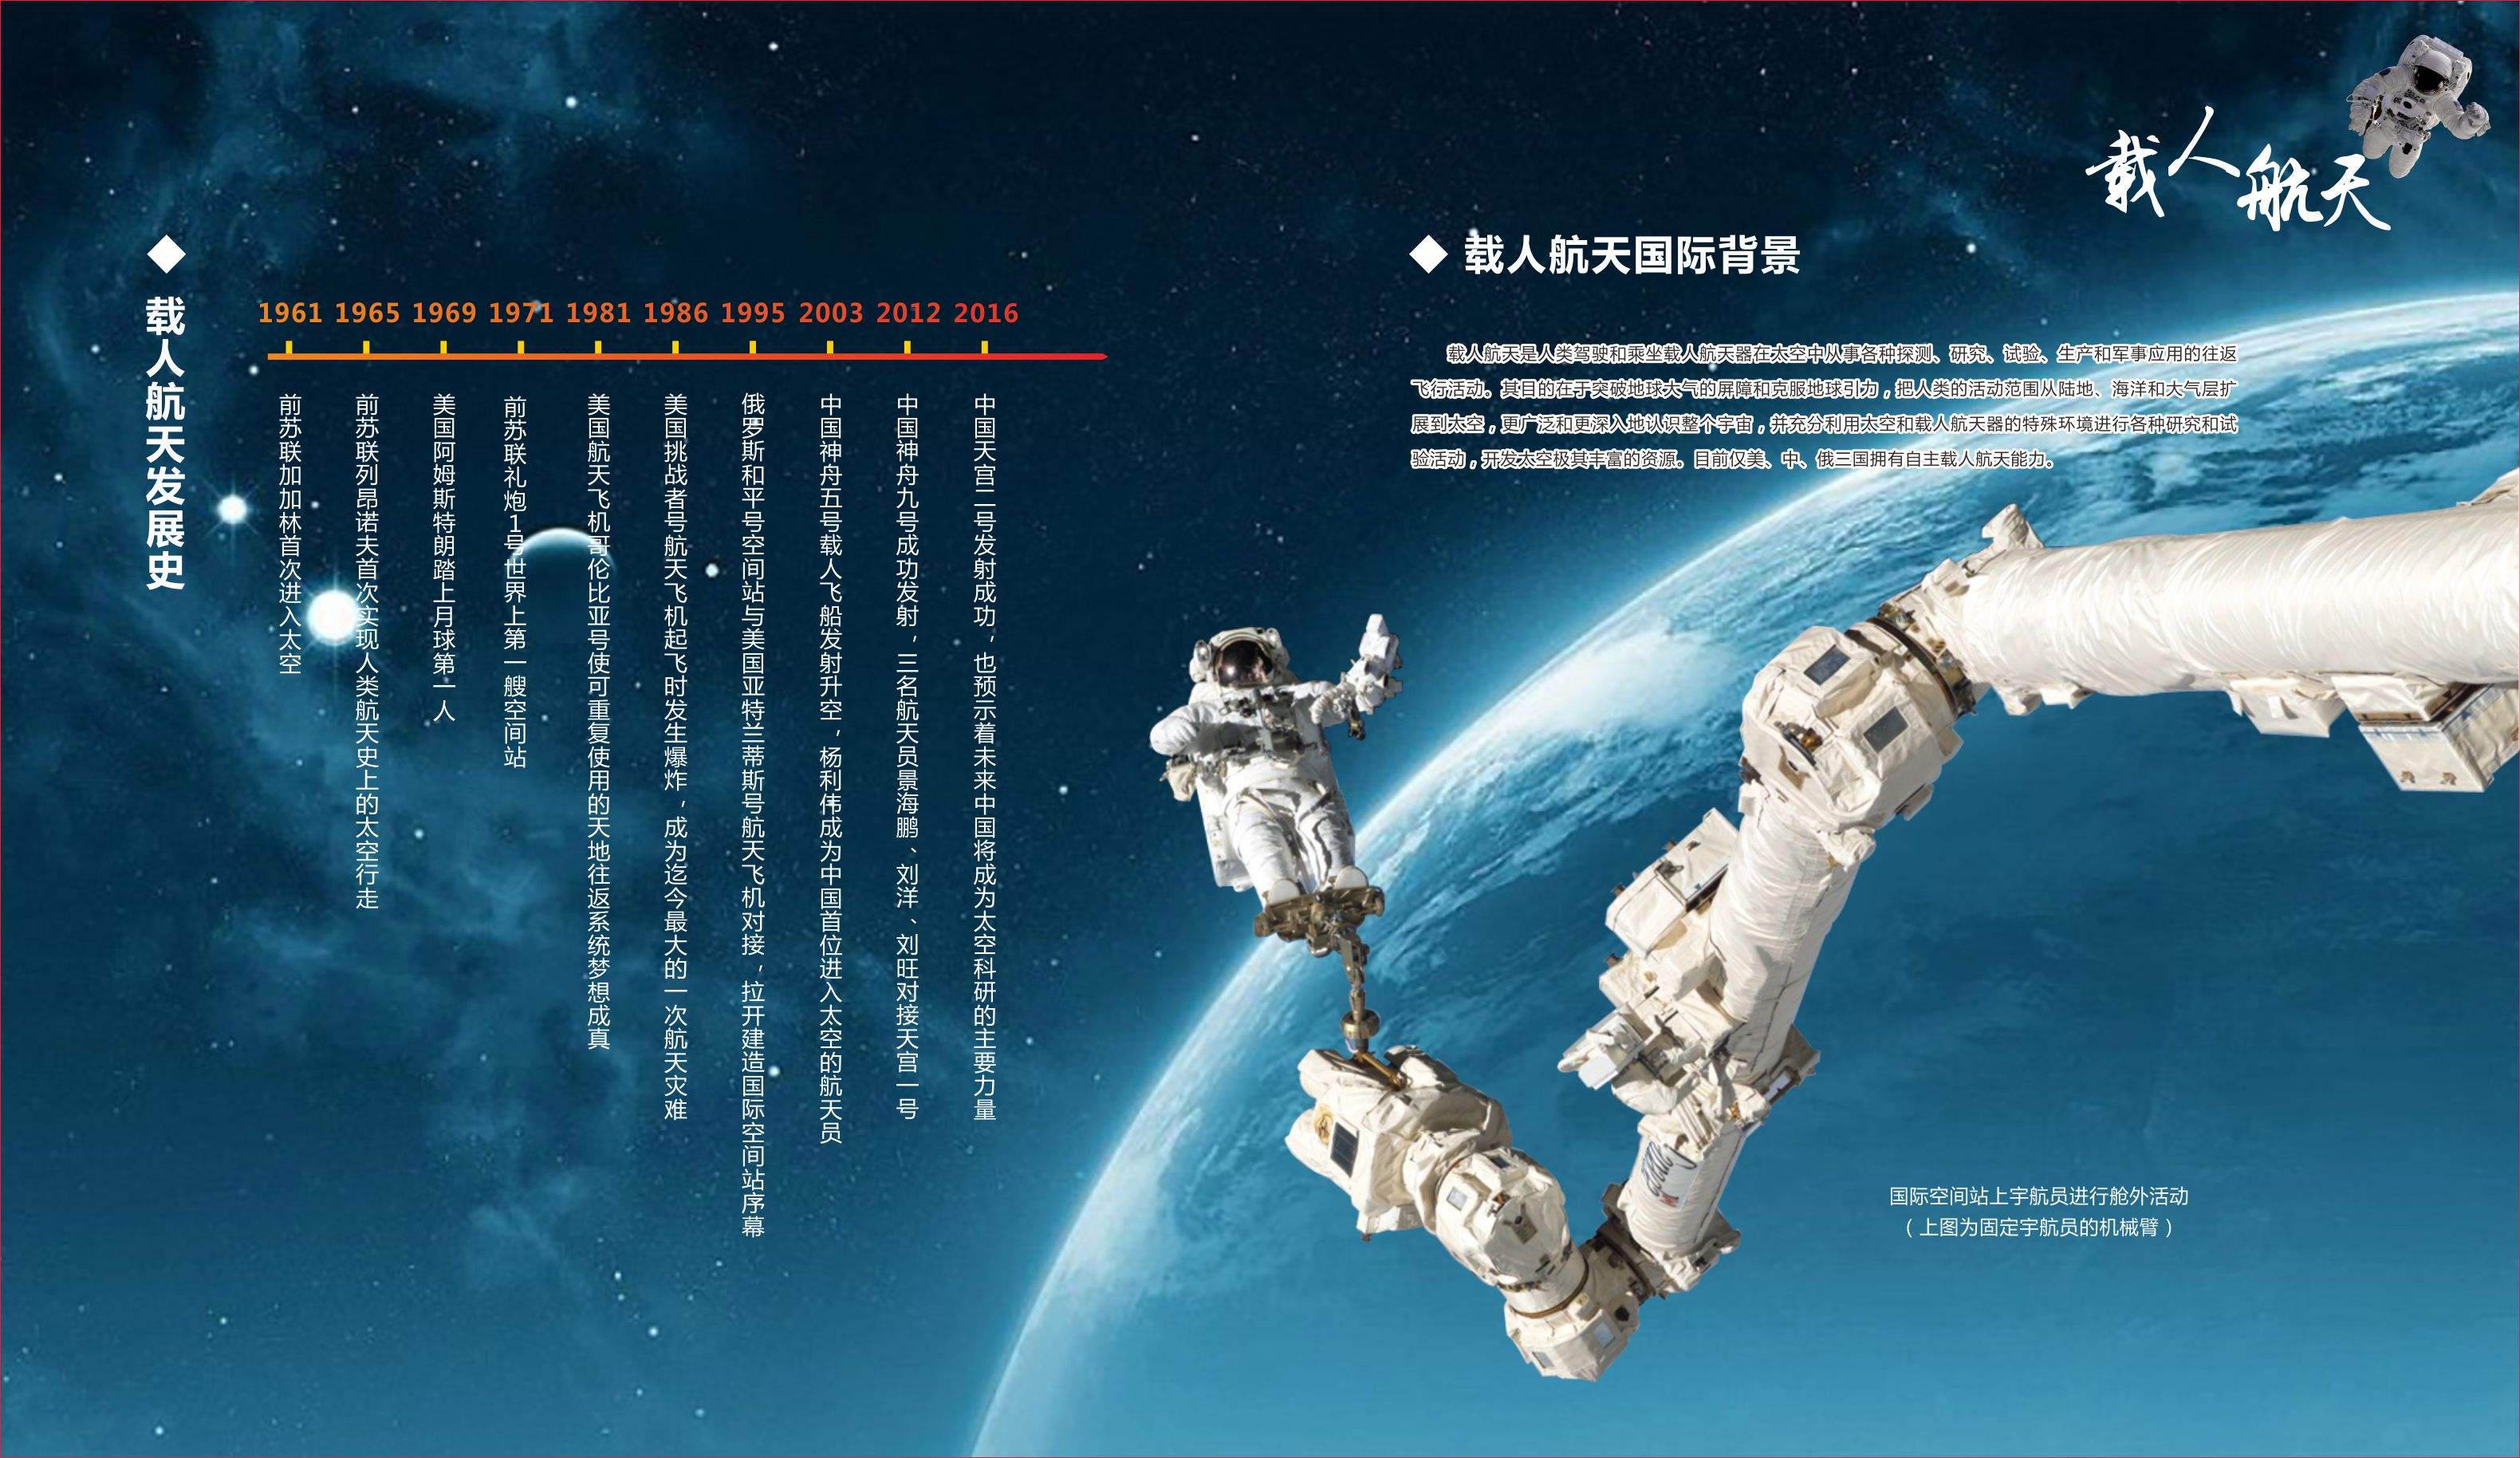 载人航天
载人航天发展史
1961 1965 1969 1971 1981 1986 1995 2003 2012 2016
前苏联加加林首次进入太空
前苏联列昂诺夫首次实现人类航天史上的太空行走
美国阿姆斯特朗踏上月球第一人
前苏联礼炮1号世界上第一艘空间站
美国航天飞机哥伦比亚号使可重复使用的天地往返系统梦想成真
美国挑战者号航天飞机起飞时发生爆炸，成为迄今最大的一次航天灾难
俄罗斯和平号空间站与美国亚特兰蒂斯号航天飞机对接，拉开建造国际空间站序幕
中国神舟五号载人飞船发射升空，杨利伟成为中国首位进入太空的航天员
中国神舟九号成功发射，三名航天员景海鹏、刘洋、刘旺对接天宫一号
中国天宫二号发射成功，也预示着未来中国将成为太空科研的主要力量
载人航天国际背景
载人航天是人类驾驶和乘坐载人航天器在太空中从事各种探测、研究、试验、生产和军事应用的往返
飞行活动。其目的在于突破地球大气的屏障和克服地球引力，把人类的活动范围从陆地、海洋和大气层扩
展到太空，更广泛和更深入地认识整个宇宙，并充分利用太空和载人航天器的特殊环境进行各种研究和试
验活动，开发太空极其丰富的资源。目前仅美、中、俄三国拥有自主载人航天能力。
国际空间站上宇航员进行舱外活动
（上图为固定宇航员的机械臂）